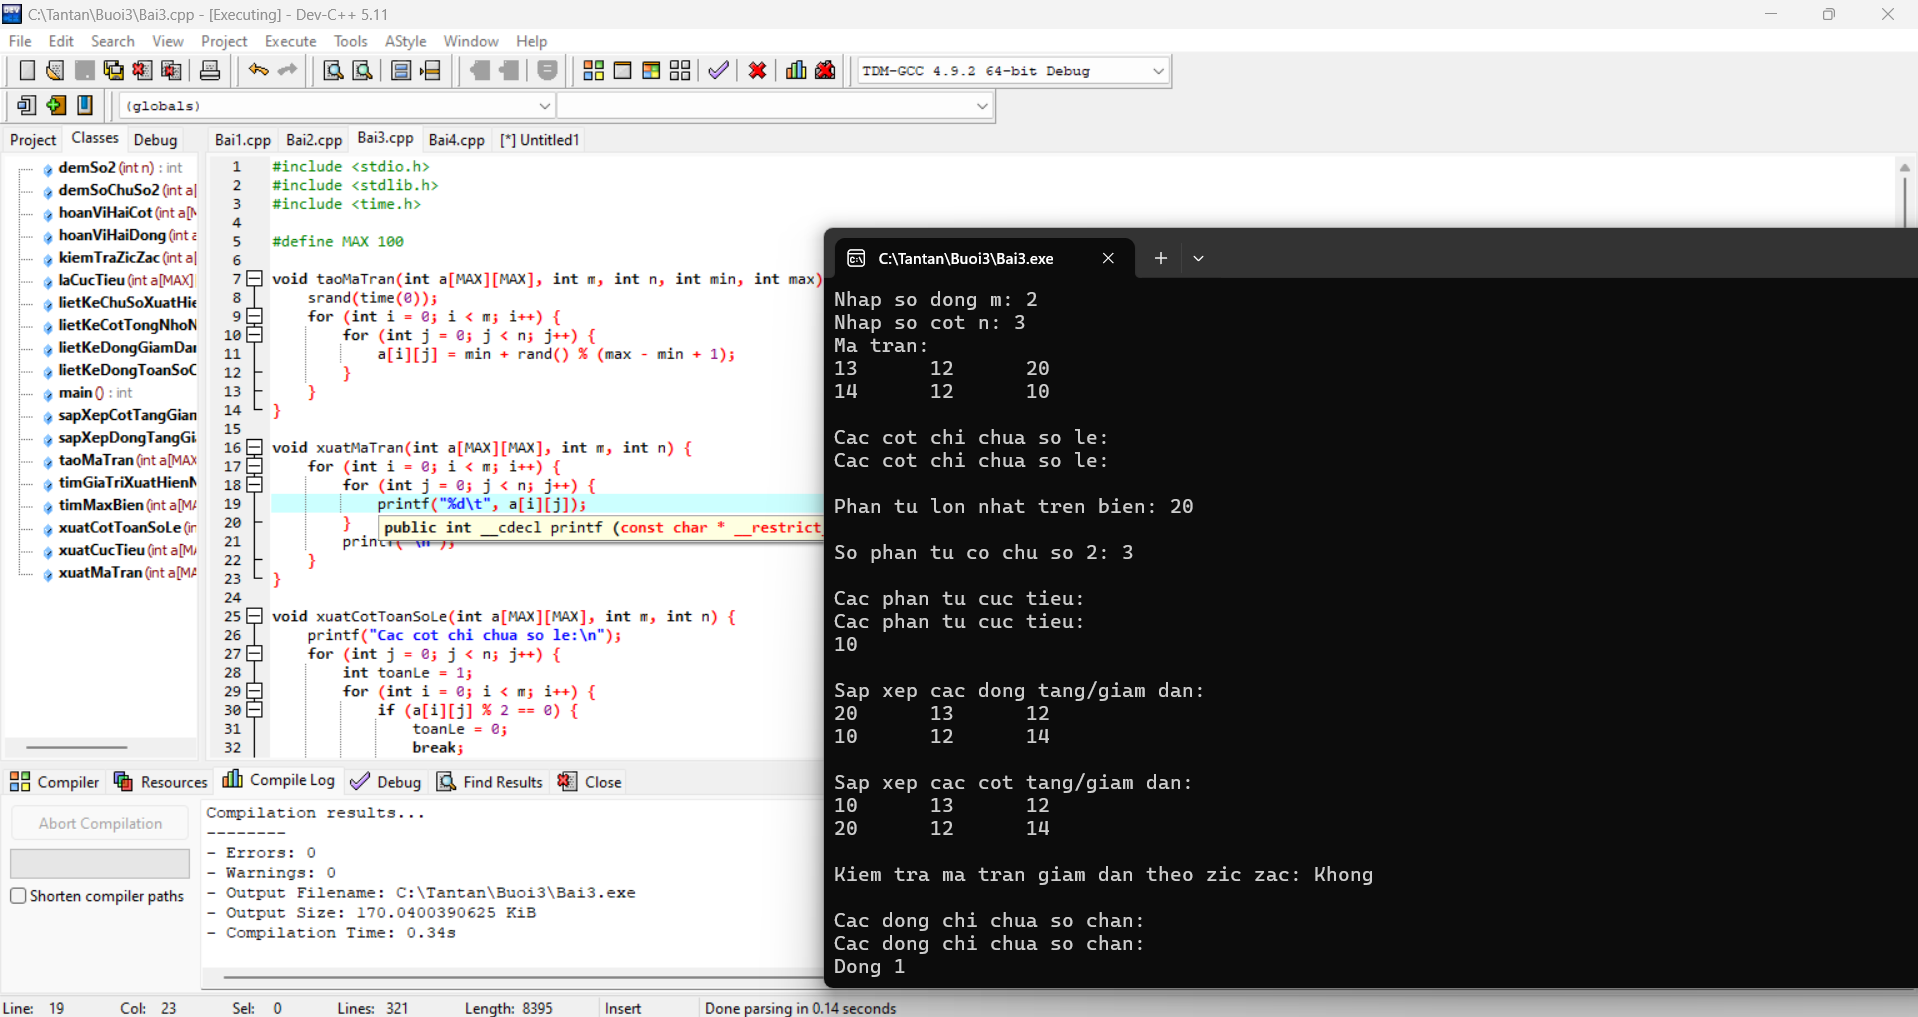 C:\Tantan\Buoi3\Bai3.cpp - [Executing] - Dev-C++ 5.11
File Edit Search View Project Execute Tools AStyle Window Help
TDM-GCC 4.9.2 64-bit Debug
(globals)
Project Classes Debug
Bai1.cpp Bai2.cpp Bai3.cpp Bai4.cpp [*] Untitled1
demSo2 (int n) : int
demSoChuSo2 (int a[
hoanViHaiCot (int a[M
hoanViHaiDong (int a
kiemTraZicZac (int a[
laCucTieu (int a[MAX]
lietKeChuSoXuatHie
lietKeCotTongNhoN
lietKeDongGiamDan
lietKeDongToanSoC
main () : int
sapXepCotTangGian
sapXepDongTangGi
taoMaTran (int a[MAX
timGiaTriXuatHienN
timMaxBien (int a[MA
xuatCotToanSoLe (in
xuatCucTieu (int a[MA
xuatMaTran (int a[MA
1 #include <stdio.h>
2 #include <stdlib.h>
3 #include <time.h>
4
5 #define MAX 100
6
7 void taoMaTran(int a[MAX][MAX], int m, int n, int min, int max)
8 srand(time(0));
9 for (int i = 0; i < m; i++) {
10 for (int j = 0; j < n; j++) {
11 a[i][j] = min + rand() % (max - min + 1);
12 }
13 }
14 }
15
16 void xuatMaTran(int a[MAX][MAX], int m, int n) {
17 for (int i = 0; i < m; i++) {
18 for (int j = 0; j < n; j++) {
19 printf("%d\t", a[i][j]);
20 }
public int __cdecl printf (const char * __restrict_
21 printf("\n");
22 }
23 }
24
25 void xuatCotToanSoLe(int a[MAX][MAX], int m, int n) {
26 printf("Cac cot chi chua so le:\n");
27 for (int j = 0; j < n; j++) {
28 int toanLe = 1;
29 for (int i = 0; i < m; i++) {
30 if (a[i][j] % 2 == 0) {
31 toanLe = 0;
32 break;
C:\Tantan\Buoi3\Bai3.exe
Nhap so dong m: 2
Nhap so cot n: 3
Ma tran:
13 12 20
14 12 10
Cac cot chi chua so le:
Cac cot chi chua so le:
Phan tu lon nhat tren bien: 20
So phan tu co chu so 2: 3
Cac phan tu cuc tieu:
Cac phan tu cuc tieu:
10
Sap xep cac dong tang/giam dan:
20 13 12
10 12 14
Sap xep cac cot tang/giam dan:
10 13 12
20 12 14
Kiem tra ma tran giam dan theo zic zac: Khong
Cac dong chi chua so chan:
Cac dong chi chua so chan:
Dong 1
Compiler Resources Compile Log Debug Find Results Close
Abort Compilation
Shorten compiler paths
Compilation results...
--------
- Errors: 0
- Warnings: 0
- Output Filename: C:\Tantan\Buoi3\Bai3.exe
- Output Size: 170.0400390625 KiB
- Compilation Time: 0.34s
Line: 19 Col: 23 Sel: 0 Lines: 321 Length: 8395 Insert Done parsing in 0.14 seconds